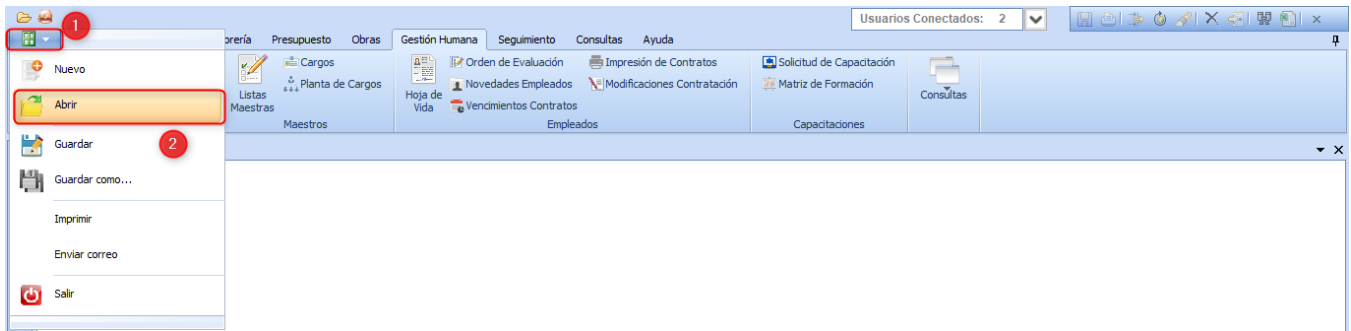 Usuarios Conectados: 2
1
brería Presupuesto Obras Gestión Humana Seguimiento Consultas Ayuda
Nuevo
Abrir
Guardar
2
Guardar como...
Imprimir
Enviar correo
Salir
Listas
Maestras
Cargos
Planta de Cargos
Maestros
Hoja de
Vida
Orden de Evaluación
Novedades Empleados
Vencimientos Contratos
Impresión de Contratos
Modificaciones Contratación
Empleados
Solicitud de Capacitación
Matriz de Formación
Capacitaciones
Consultas